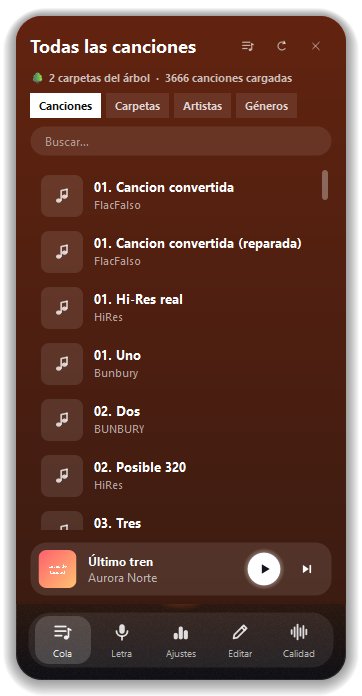 Todas las canciones
2 carpetas del árbol · 3666 canciones cargadas
Canciones
Carpetas
Artistas
Géneros
Buscar...
01. Cancion convertida
FlacFalso
01. Cancion convertida (reparada)
FlacFalso
01. Hi-Res real
HiRes
01. Uno
Bunbury
02. Dos
BUNBURY
02. Posible 320
HiRes
03. Tres
Último tren
Aurora Norte
Cola
Letra
Ajustes
Editar
Calidad